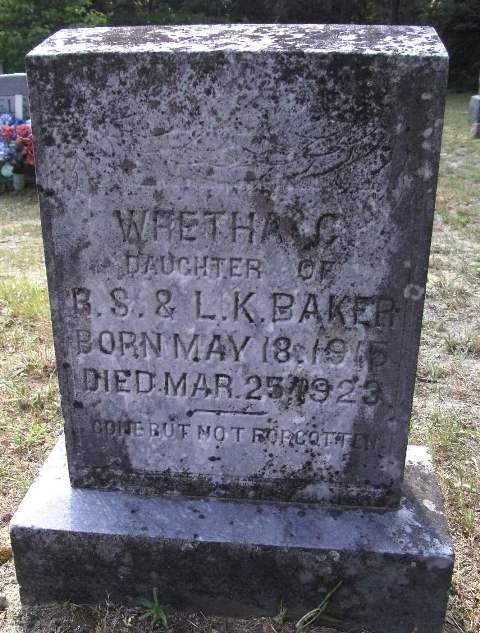 WRETHA C
DAUGHTER OF
R.S. & L.K. BAKER
BORN MAY 18, 1915
DIED MAR. 25, 1923
GONE BUT NOT FORGOTTEN